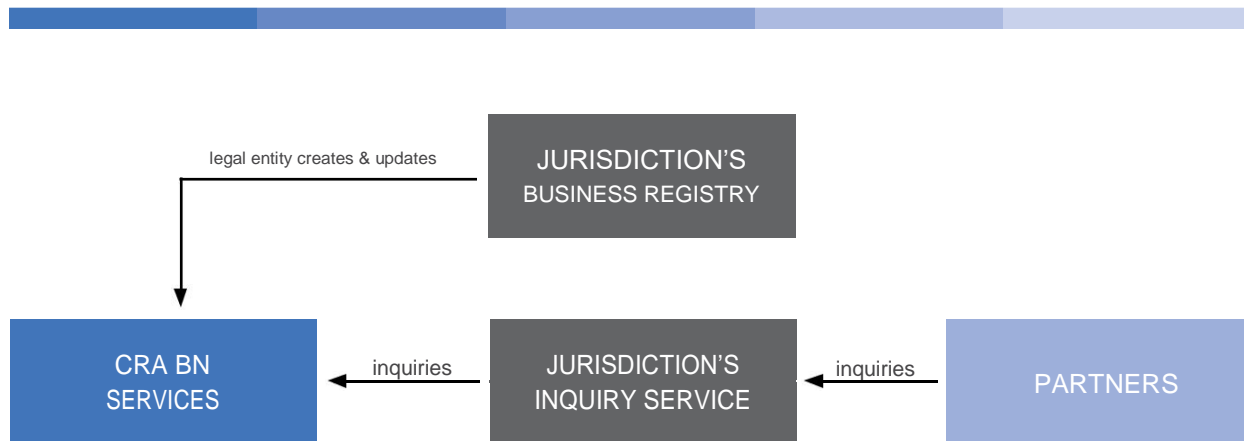 legal entity creates & updates
JURISDICTION’S
BUSINESS REGISTRY
CRA BN
SERVICES
inquiries
JURISDICTION’S
INQUIRY SERVICE
inquiries
PARTNERS